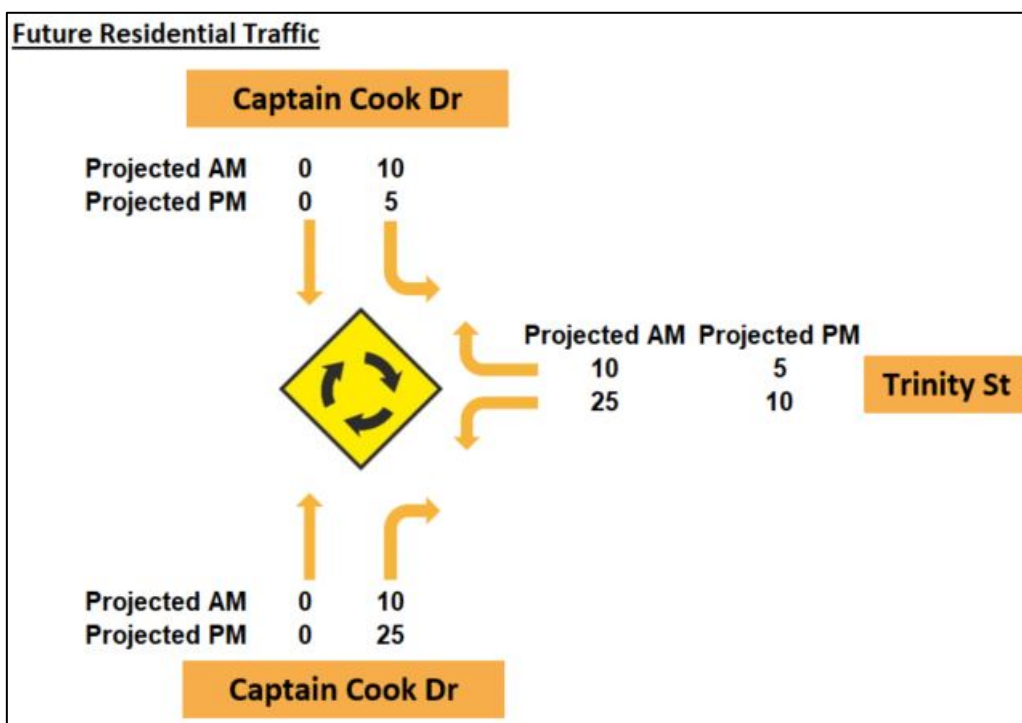 Future Residential Traffic
Captain Cook Dr
Projected AM 0 10
Projected PM 0 5
Projected AM Projected PM
10 5
25 10
Trinity St
Projected AM 0 10
Projected PM 0 25
Captain Cook Dr